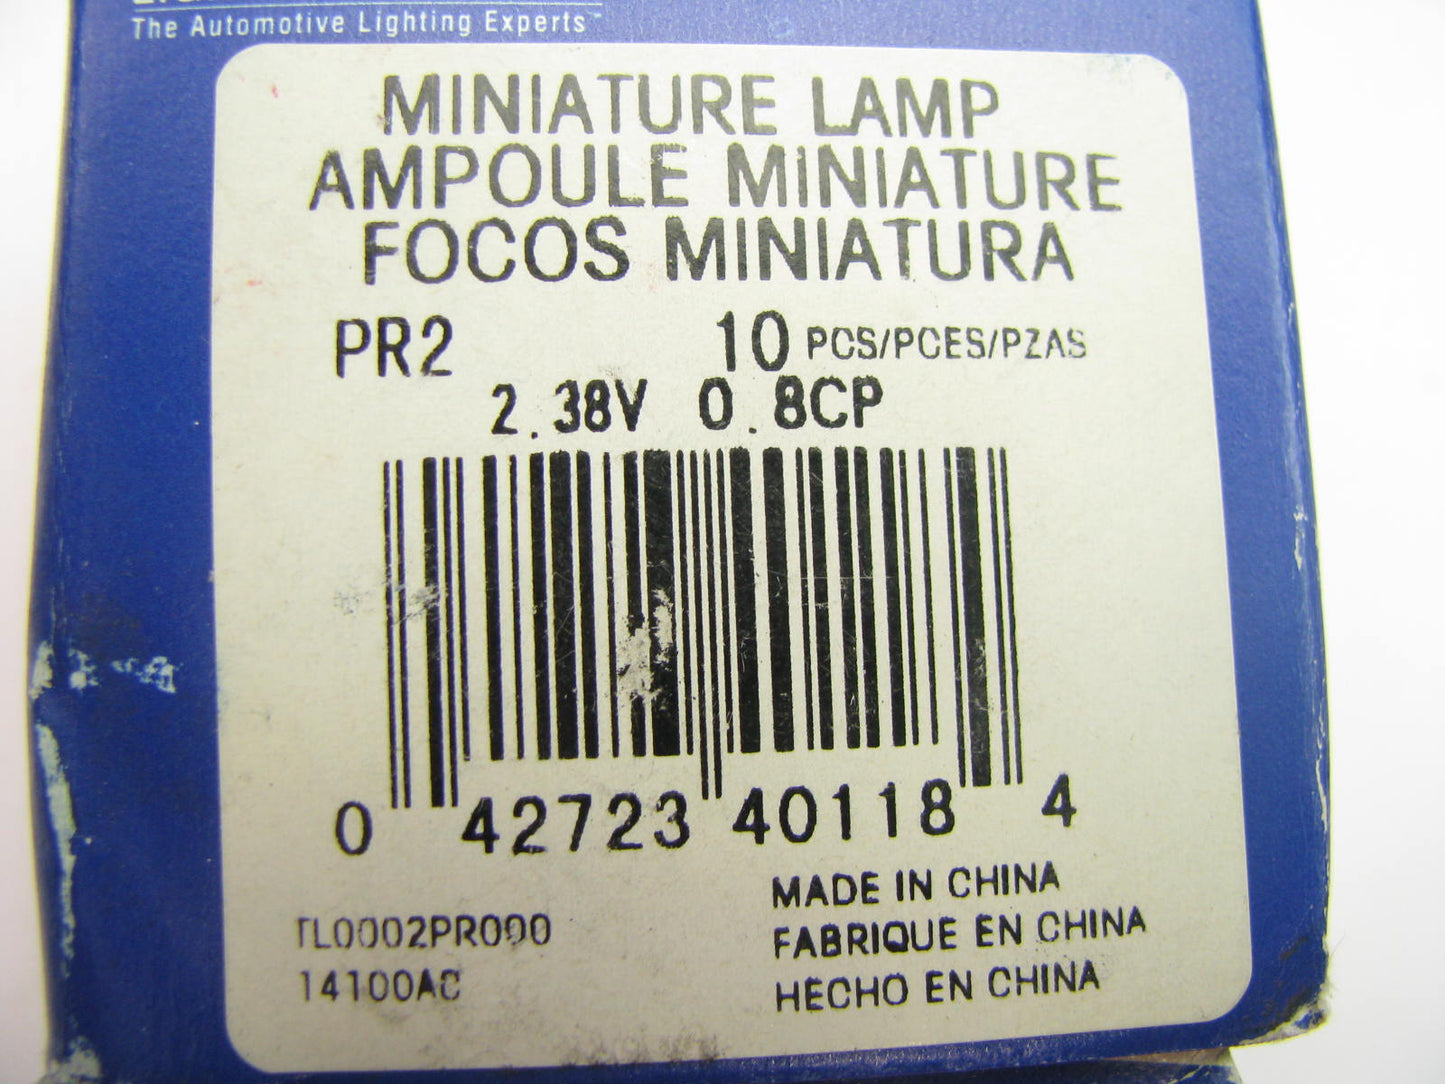 The Automotive Lighting Experts™
MINIATURE LAMP
AMPOULE MINIATURE
FOCOS MINIATURA
PR2 10 PCS/PCES/PZAS
2.38V 0.8CP
0 42723 40118 4
MADE IN CHINA
FABRIQUE EN CHINA
HECHO EN CHINA
TL0002PR000
14100AC